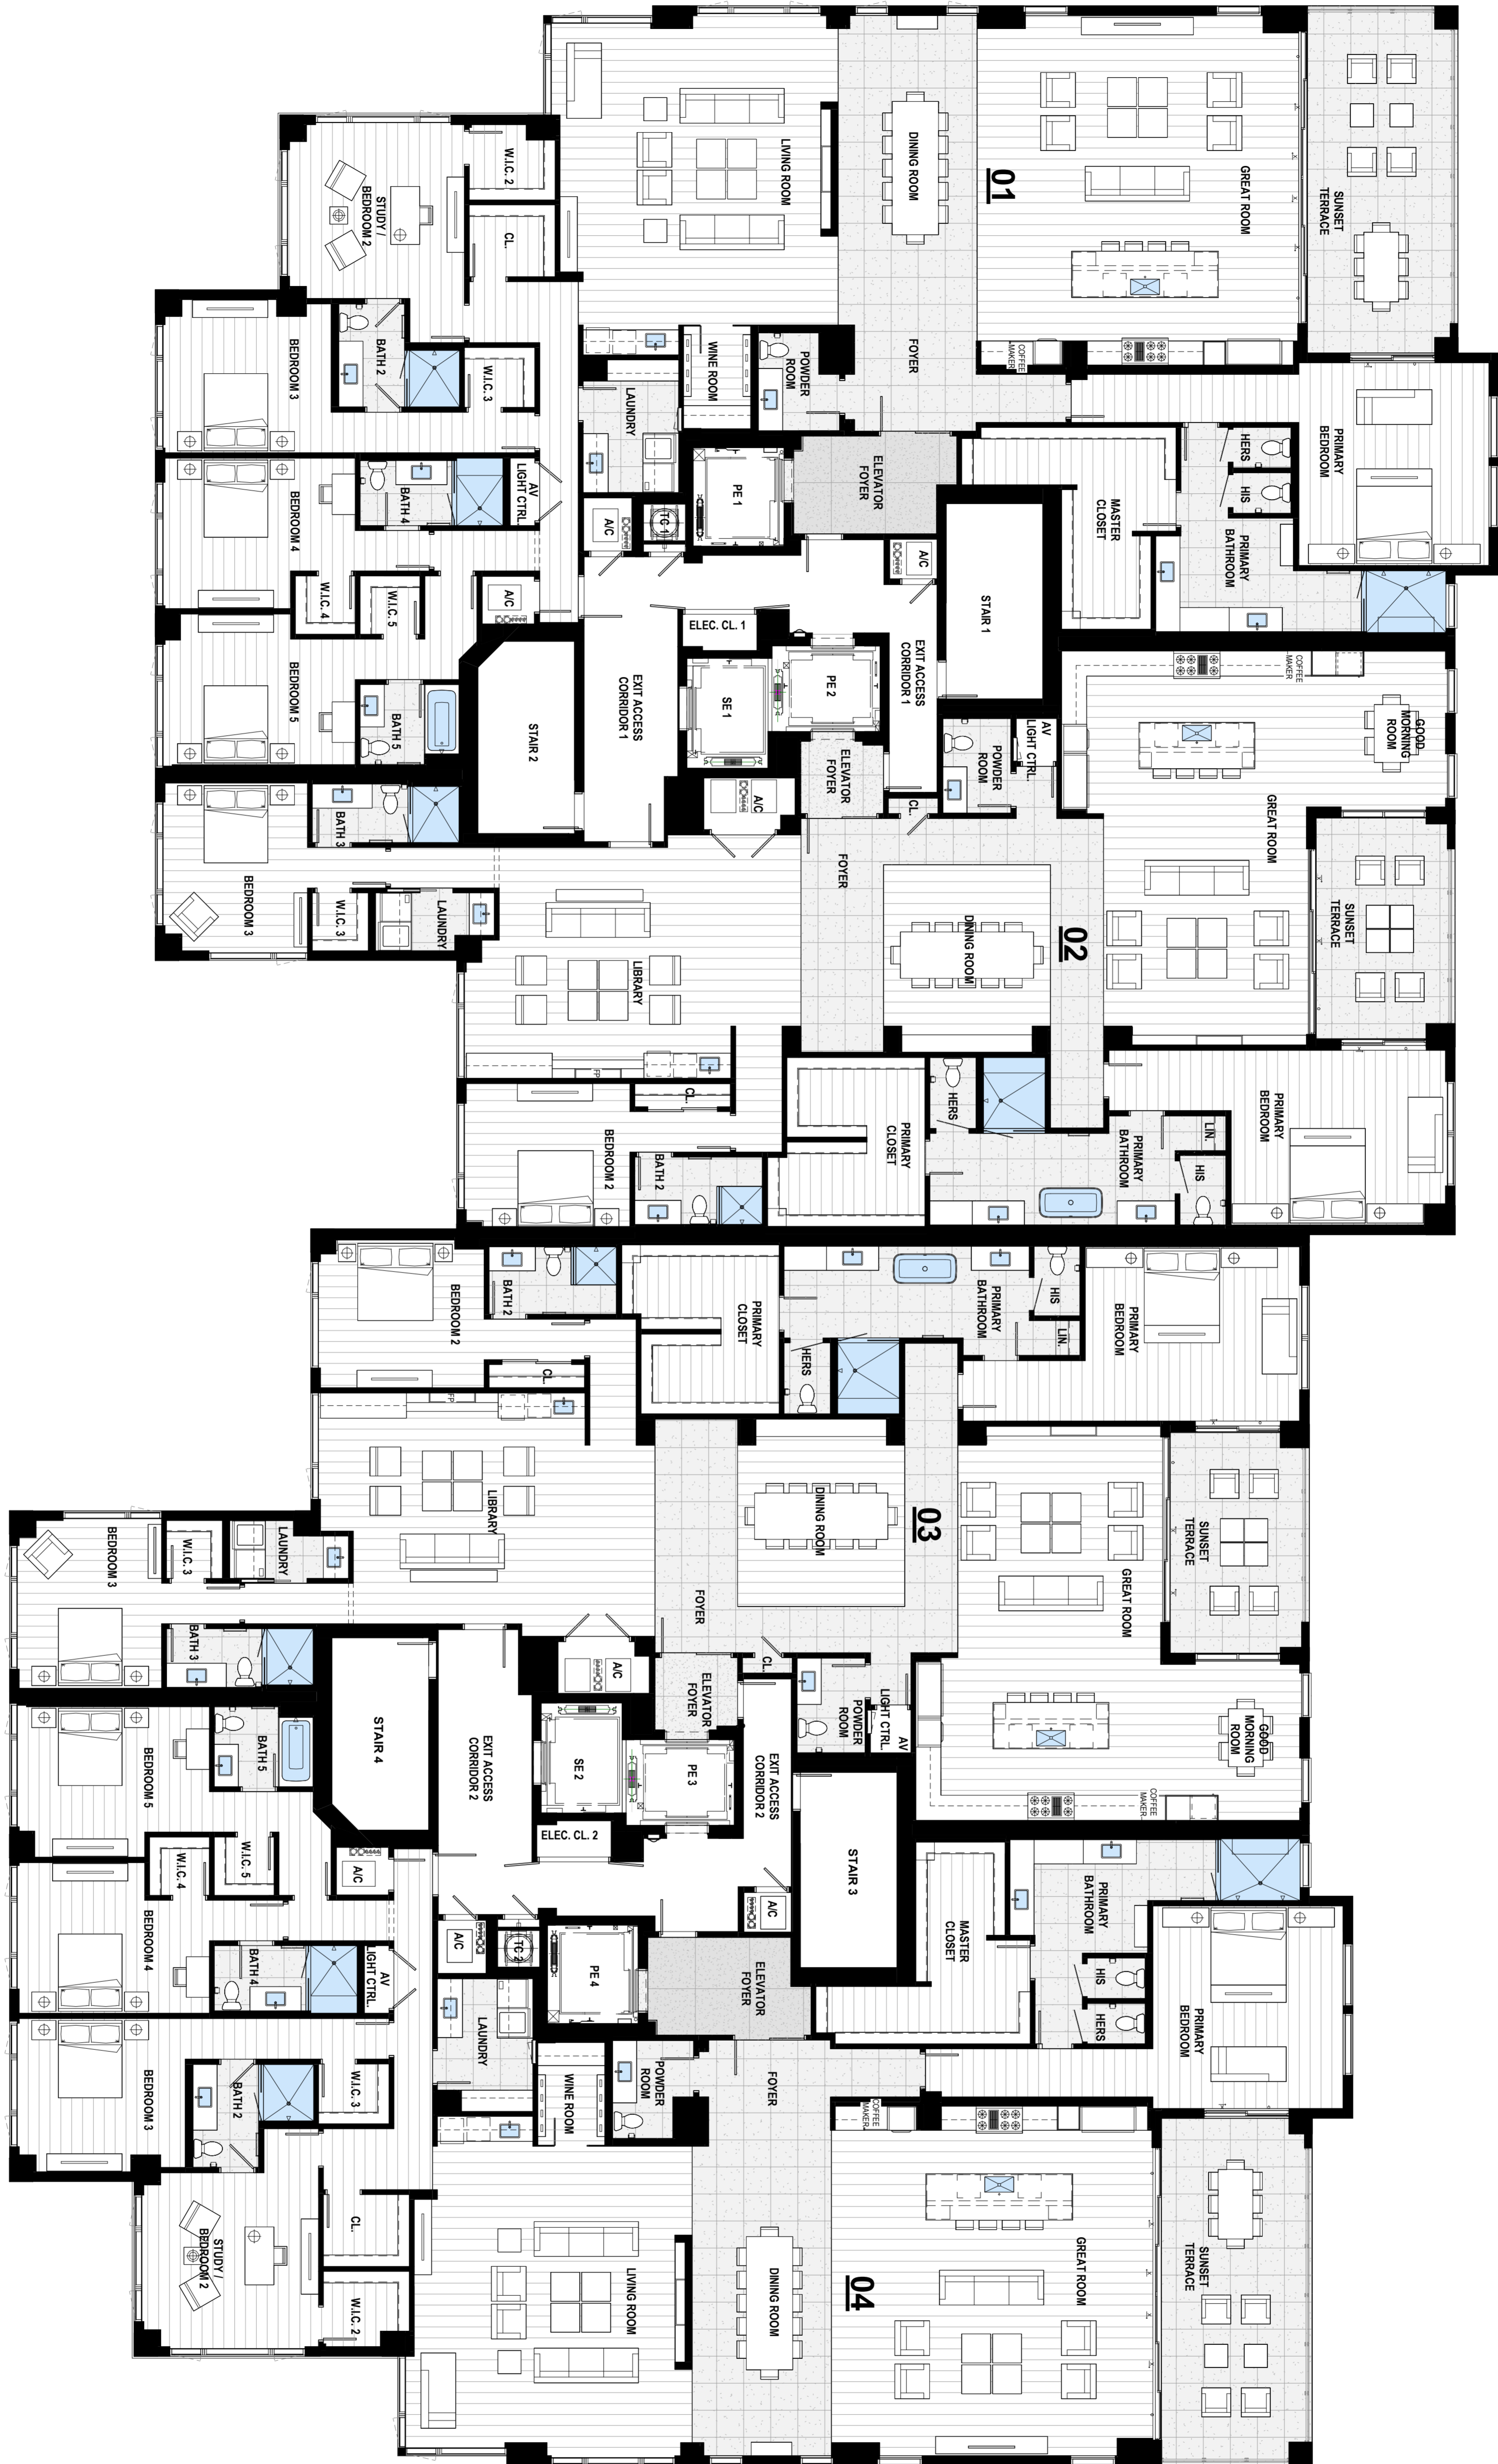 01
LIVING ROOM
DINING ROOM
GREAT ROOM
SUNSET
TERRACE
W.I.C. 2
CL.
STUDY /
BEDROOM 2
BATH 2
BEDROOM 3
W.I.C. 3
WINE ROOM
POWDER
ROOM
FOYER
COFFEE
MAKER
LAUNDRY
PRIMARY
BEDROOM
HERS
HIS
PRIMARY
BATHROOM
MASTER
CLOSET
ELEVATOR
FOYER
PE 1
TC 1
A/C
A/C
AV
LIGHT CTRL.
BATH 4
BEDROOM 4
W.I.C. 4
W.I.C. 5
A/C
BEDROOM 5
BATH 5
STAIR 1
STAIR 2
ELEC. CL. 1
EXIT ACCESS
CORRIDOR 1
EXIT ACCESS
CORRIDOR 1
PE 2
SE 1
02
COFFEE
MAKER
GOOD
MORNING
ROOM
AV
LIGHT CTRL.
POWDER
ROOM
ELEVATOR
FOYER
CL.
A/C
GREAT ROOM
SUNSET
TERRACE
FOYER
DINING ROOM
LIBRARY
FP
BATH 3
BEDROOM 3
W.I.C. 3
LAUNDRY
CL.
BEDROOM 2
BATH 2
PRIMARY
CLOSET
HERS
PRIMARY
BATHROOM
LIN.
HIS
PRIMARY
BEDROOM
03
BEDROOM 2
BATH 2
CL.
PRIMARY
CLOSET
HERS
PRIMARY
BATHROOM
HIS
LIN.
PRIMARY
BEDROOM
FP
LIBRARY
DINING ROOM
FOYER
GREAT ROOM
SUNSET
TERRACE
BEDROOM 3
W.I.C. 3
LAUNDRY
BATH 3
A/C
ELEVATOR
FOYER
CL.
POWDER
ROOM
AV
LIGHT CTRL.
GOOD
MORNING
ROOM
COFFEE
MAKER
STAIR 4
EXIT ACCESS
CORRIDOR 2
SE 2
PE 3
EXIT ACCESS
CORRIDOR 2
ELEC. CL. 2
STAIR 3
04
BEDROOM 5
BATH 5
W.I.C. 5
W.I.C. 4
A/C
BEDROOM 4
BATH 4
AV
LIGHT CTRL.
A/C
TC 2
PE 4
A/C
ELEVATOR
FOYER
MASTER
CLOSET
PRIMARY
BATHROOM
HIS
HERS
PRIMARY
BEDROOM
BEDROOM 3
BATH 2
W.I.C. 3
LAUNDRY
WINE ROOM
POWDER
ROOM
FOYER
COFFEE
MAKER
STUDY /
BEDROOM 2
CL.
W.I.C. 2
LIVING ROOM
DINING ROOM
GREAT ROOM
SUNSET
TERRACE